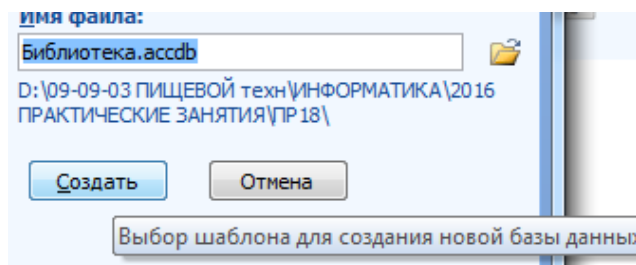 Имя файла:
Библиотека.accdb
D:\09-09-03 ПИЩЕВОЙ техн\ИНФОРМАТИКА\2016
ПРАКТИЧЕСКИЕ ЗАНЯТИЯ\ПР18\
Создать Отмена
Выбор шаблона для создания новой базы данных